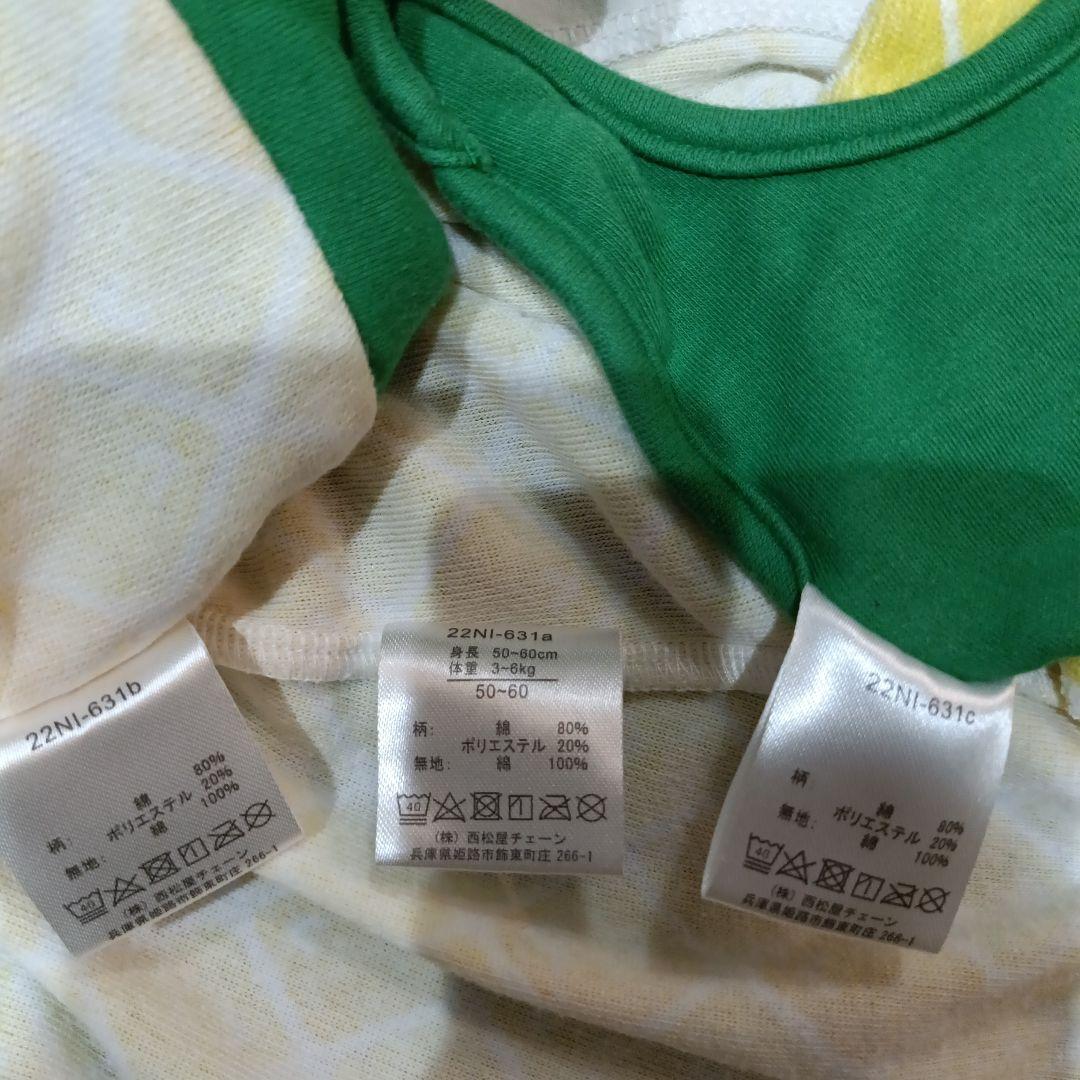 22NI-631b
柄: 綿 80%
ポリエステル 20%
無地: 綿 100%
40
(株) 西松屋チェーン
兵庫県姫路市飾東町庄 266-1
22NI-631a
身長 50~60cm
体重 3~6kg
50~60
柄: 綿 80%
ポリエステル 20%
無地: 綿 100%
40
(株) 西松屋チェーン
兵庫県姫路市飾東町庄 266-1
22NI-631c
柄 綿 80%
ポリエステル 20%
無地: 綿 100%
40
(株) 西松屋チェーン
兵庫県姫路市飾東町庄 266-1